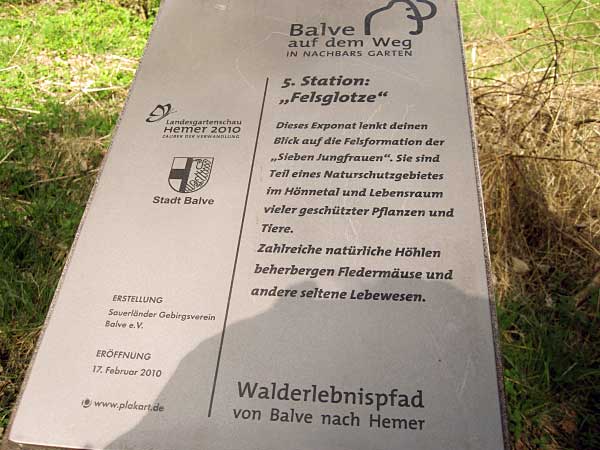 Balve
auf dem Weg
IN NACHBARS GARTEN
5. Station:
„Felsglotze“
Dieses Exponat lenkt deinen
Blick auf die Felsformation der
„Sieben Jungfrauen“. Sie sind
Teil eines Naturschutzgebietes
im Hönnetal und Lebensraum
vieler geschützter Pflanzen und
Tiere.
Zahlreiche natürliche Höhlen
beherbergen Fledermäuse und
andere seltene Lebewesen.
Landesgartenschau
HEMER 2010
ZAUBER DER VERWANDLUNG
Stadt Balve
ERSTELLUNG
Sauerländer Gebirgsverein
Balve e.V.
ERÖFFNUNG
17. Februar 2010
www.plakart.de
Walderlebnispfad
von Balve nach Hemer